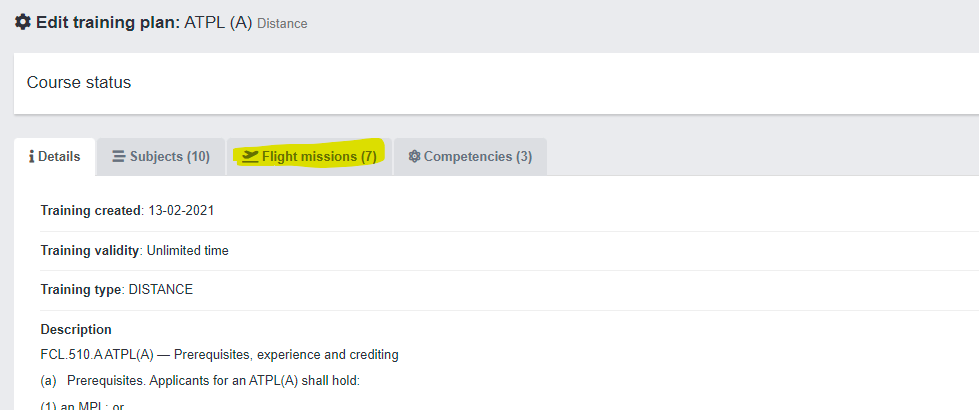 Edit training plan: ATPL (A) Distance
Course status
Details Subjects (10) Flight missions (7) Competencies (3)
Training created: 13-02-2021
Training validity: Unlimited time
Training type: DISTANCE
Description
FCL.510.A ATPL(A) — Prerequisites, experience and crediting
(a) Prerequisites. Applicants for an ATPL(A) shall hold:
(1) an MPL; or